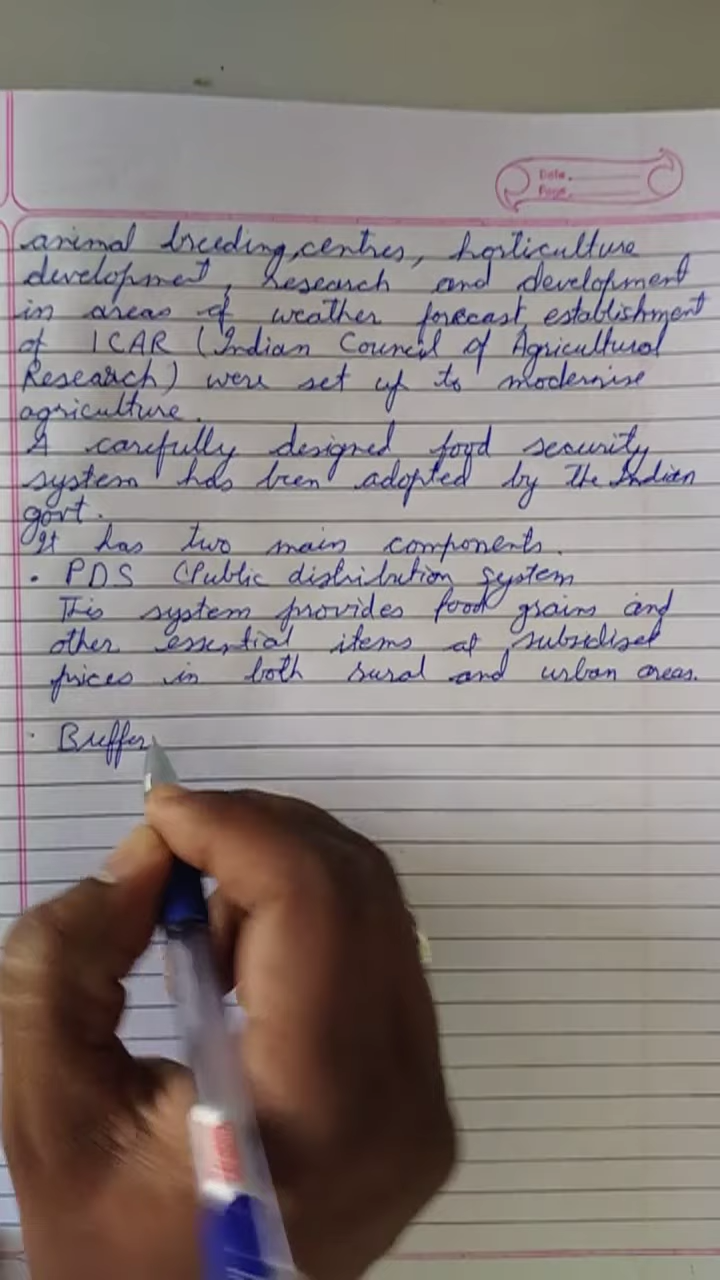 Date.
Page.
animal breeding, centres, horticulture
development, Research and development
in areas of weather forecast, establishment
of ICAR (Indian Council of Agricultural
Research) were set up to modernise
agriculture.
A carefully designed food security
system has been adopted by the Indian
govt.
It has two main components.
• PDS (Public distribution system
This system provides food grains and
other essential items at subsidised
prices in both rural and urban areas.
• Buffer